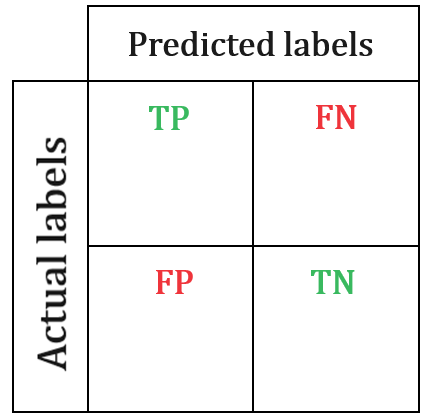 Predicted labels
Actual labels
TP
FN
FP
TN